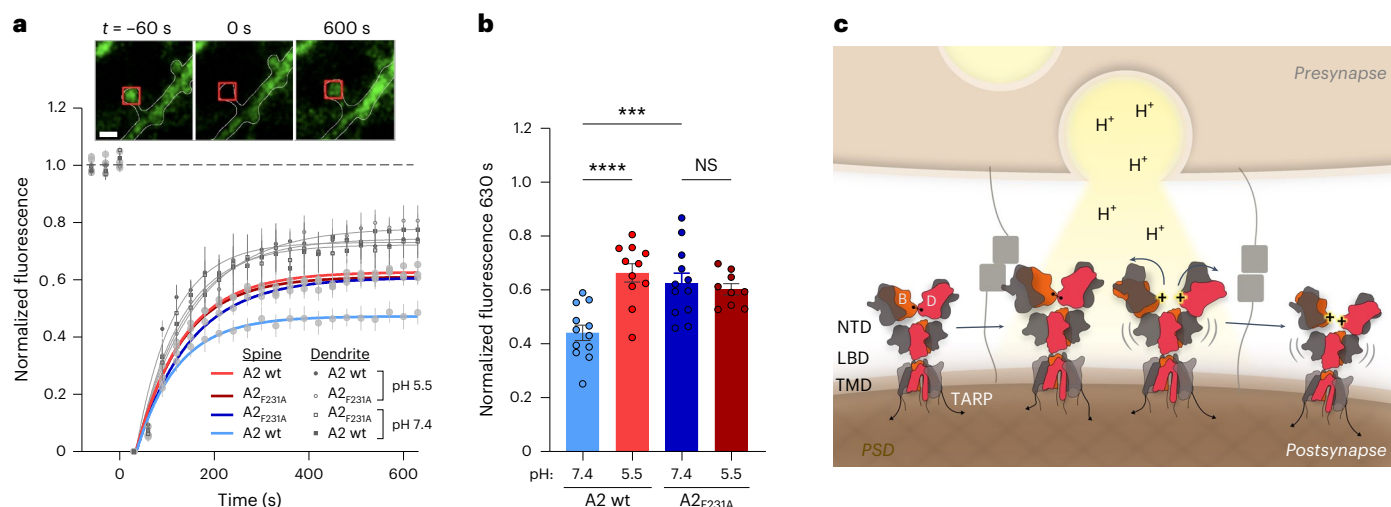 a
t = −60 s 0 s 600 s
1.2
1.0
0.8
0.6
0.4
0.2
0
Normalized fluorescence
Spine Dendrite
A2 wt A2 wt
A2F231A A2F231A
pH 5.5
A2F231A A2F231A
A2 wt A2 wt
pH 7.4
0 200 400 600
Time (s)
b
1.2
1.0
0.8
0.6
0.4
0.2
0
Normalized fluorescence 630 s
***
****
NS
pH: 7.4 5.5 7.4 5.5
A2 wt A2F231A
c
Presynapse
H+
H+
H+
H+
H+
B D
+ +
+ +
NTD
LBD
TMD
TARP
PSD
Postsynapse